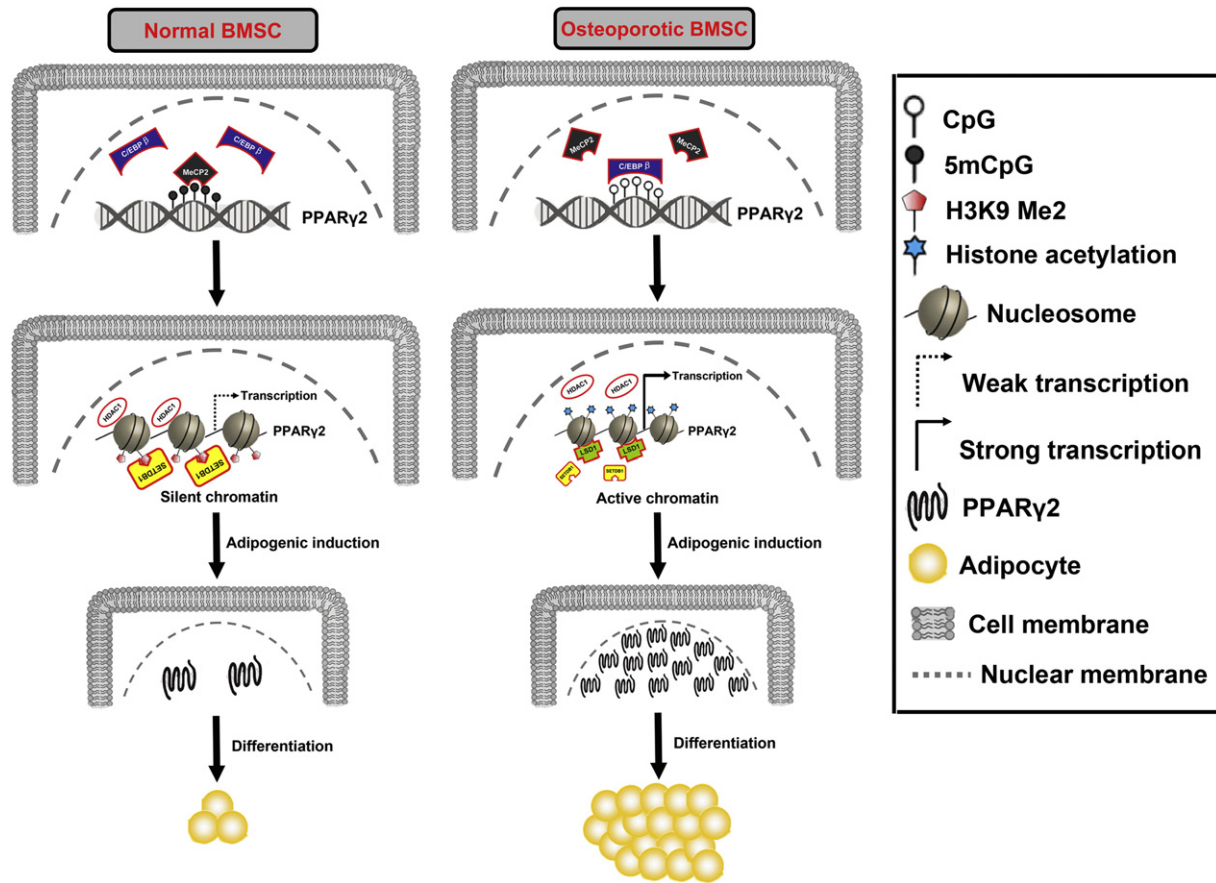 Normal BMSC
C/EBP β
C/EBP β
MeCP2
PPARγ2
HDAC1
HDAC1
Transcription
PPARγ2
SETDB1
SETDB1
Silent chromatin
Adipogenic induction
Differentiation
Osteoporotic BMSC
MeCP2
MeCP2
C/EBP β
PPARγ2
HDAC1
HDAC1
Transcription
PPARγ2
LSD1
LSD1
SETDB1
SETDB1
Active chromatin
Adipogenic induction
Differentiation
CpG
5mCpG
H3K9 Me2
Histone acetylation
Nucleosome
Weak transcription
Strong transcription
PPARγ2
Adipocyte
Cell membrane
Nuclear membrane